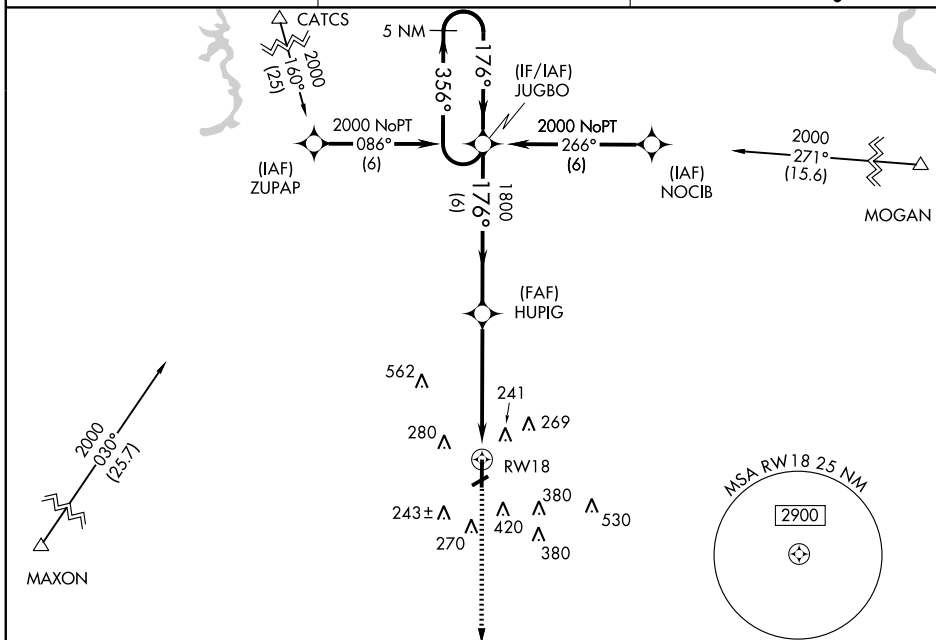 CATCS
5 NM
2000
160°
(25)
356°
176°
(IF/IAF)
JUGBO
2000 NoPT
086°
(6)
2000 NoPT
266°
(6)
2000
271°
(15.6)
(IAF)
ZUPAP
(IAF)
NOCIB
MOGAN
1800
176°
(6)
(FAF)
HUPIG
562
241
269
280
RW18
2000
030°
(25.7)
MAXON
243±
270
420
380
380
530
MSA RW18 25 NM
2900